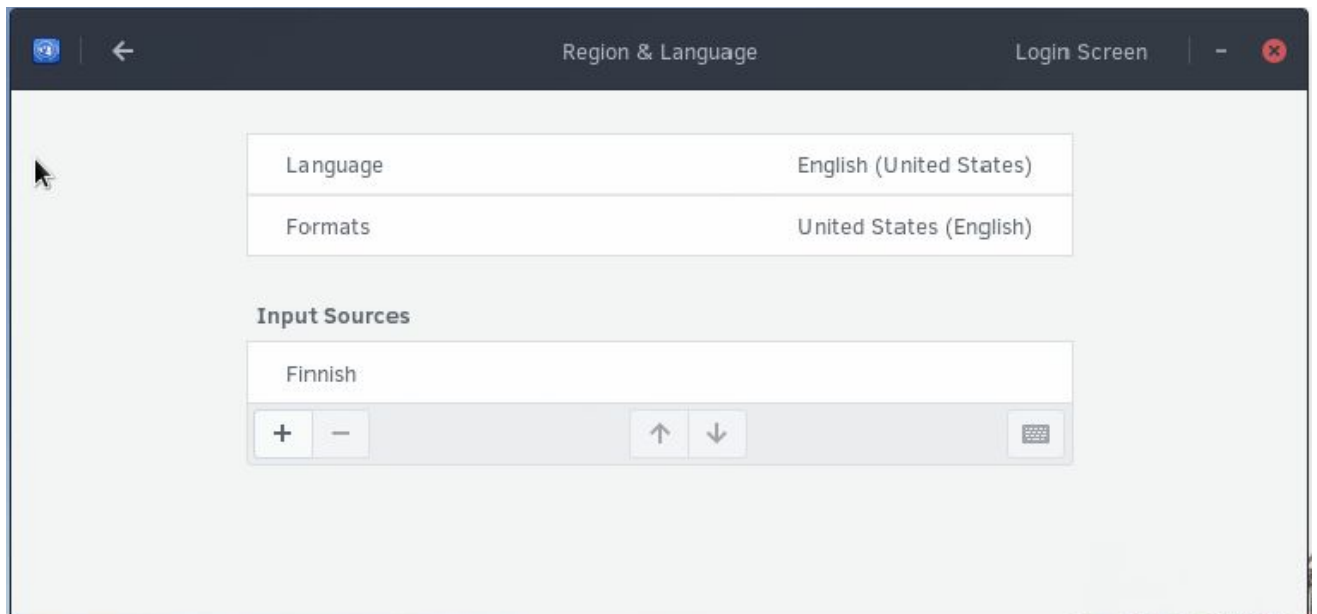 Region & Language
Login Screen
Language
English (United States)
Formats
United States (English)
Input Sources
Finnish